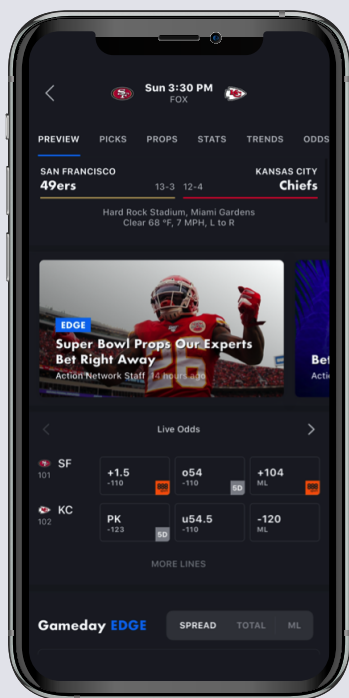 Sun 3:30 PM
FOX
PREVIEW PICKS PROPS STATS TRENDS ODDS
SAN FRANCISCO KANSAS CITY
49ers 13-3 12-4 Chiefs
Hard Rock Stadium, Miami Gardens
Clear 68 °F, 7 MPH, L to R
EDGE
Super Bowl Props Our Experts
Bet Right Away
Action Network Staff 14 hours ago
Bet
Actio
Live Odds
SF
101
+1.5 o54 +104
-110 -110 ML
5D
KC
102
PK u54.5 -120
-123 -110 ML
5D
MORE LINES
Gameday EDGE SPREAD TOTAL ML